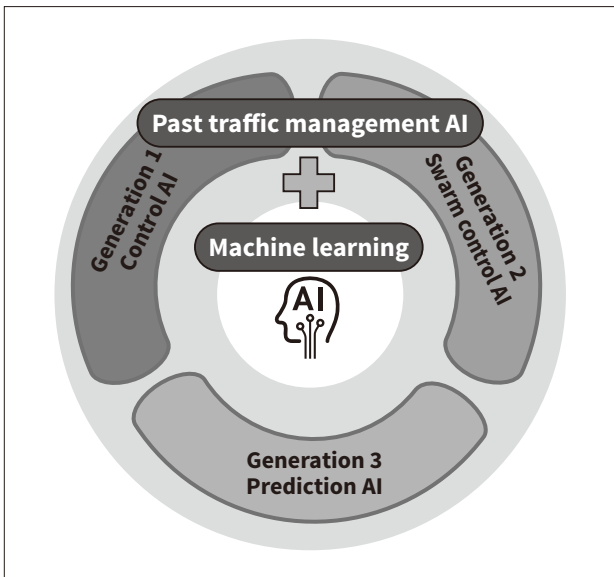 Past traffic management AI
Generation 1
Control AI
Generation 2
Swarm control AI
Machine learning
AI
Generation 3
Prediction AI